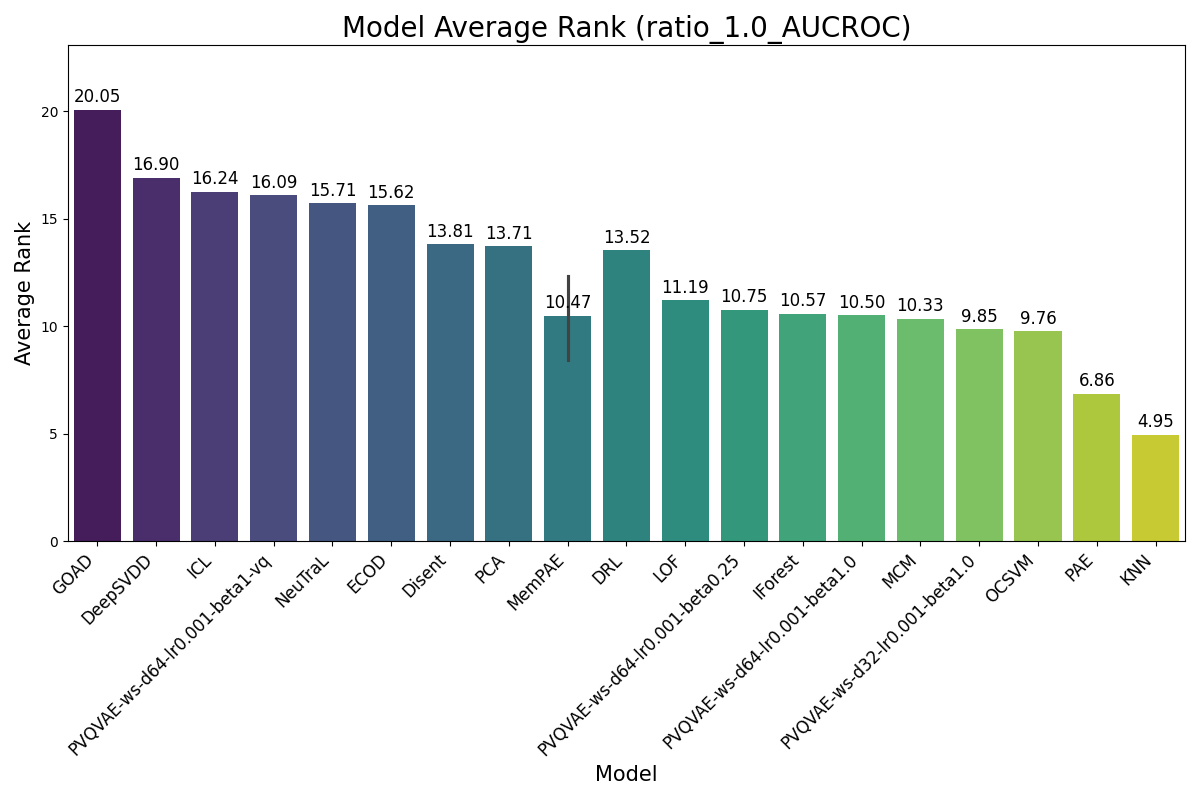 Model Average Rank (ratio_1.0_AUCROC)
Average Rank
20
15
10
5
0
20.05
16.90
16.24
16.09
15.71
15.62
13.81
13.71
10.47
13.52
11.19
10.75
10.57
10.50
10.33
9.85
9.76
6.86
4.95
GOAD
DeepSVDD
ICL
PVQVAE-ws-d64-lr0.001-beta1-vq
NeuTraL
ECOD
Disent
PCA
MemPAE
DRL
LOF
PVQVAE-ws-d64-lr0.001-beta0.25
IForest
PVQVAE-ws-d64-lr0.001-beta1.0
MCM
PVQVAE-ws-d32-lr0.001-beta1.0
OCSVM
PAE
KNN
Model